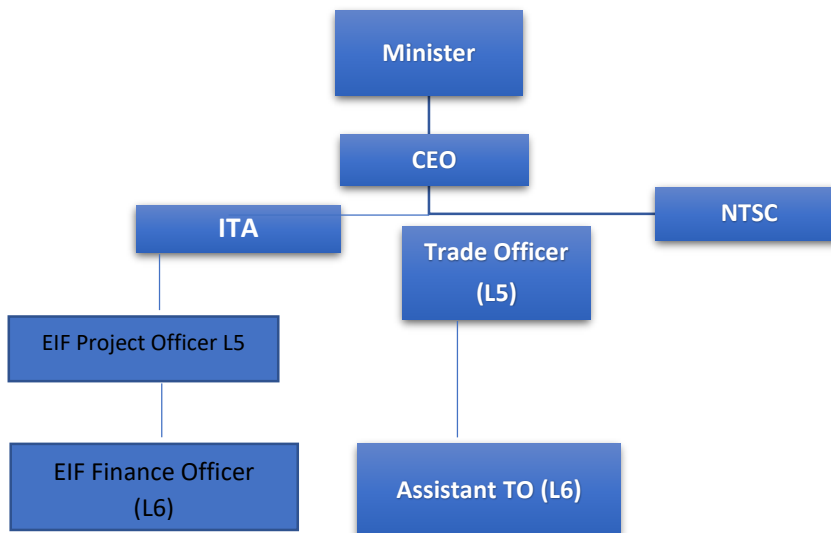 Minister
CEO
ITA
NTSC
Trade Officer
(L5)
EIF Project Officer L5
EIF Finance Officer
(L6)
Assistant TO (L6)